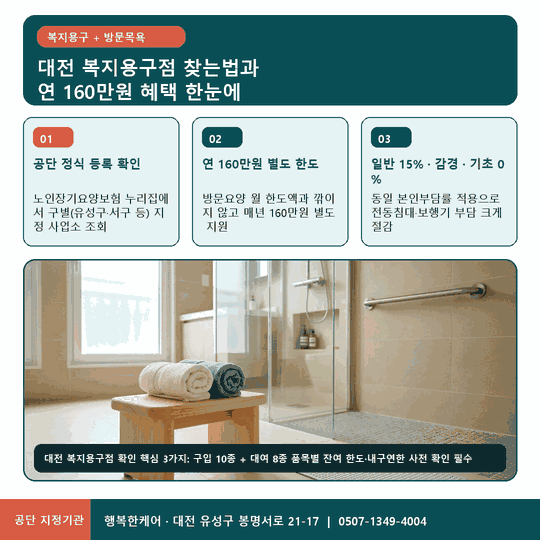 복지용구 + 방문목욕
대전 복지용구점 찾는법과
연 160만원 혜택 한눈에
01
공단 정식 등록 확인
노인장기요양보험 누리집에
서 구별(유성구·서구 등) 지
정 사업소 조회
02
연 160만원 별도 한도
방문요양 월 한도액과 깎이
지 않고 매년 160만원 별도
지원
03
일반 15% · 감경 · 기초 0
%
동일 본인부담률 적용으로
전동침대·보행기 부담 크게
절감
대전 복지용구점 확인 핵심 3가지: 구입 10종 + 대여 8종 품목별 잔여 한도·내구연한 사전 확인 필수
공단 지정기관
행복한케어 · 대전 유성구 봉명서로 21-17 | 0507-1349-4004